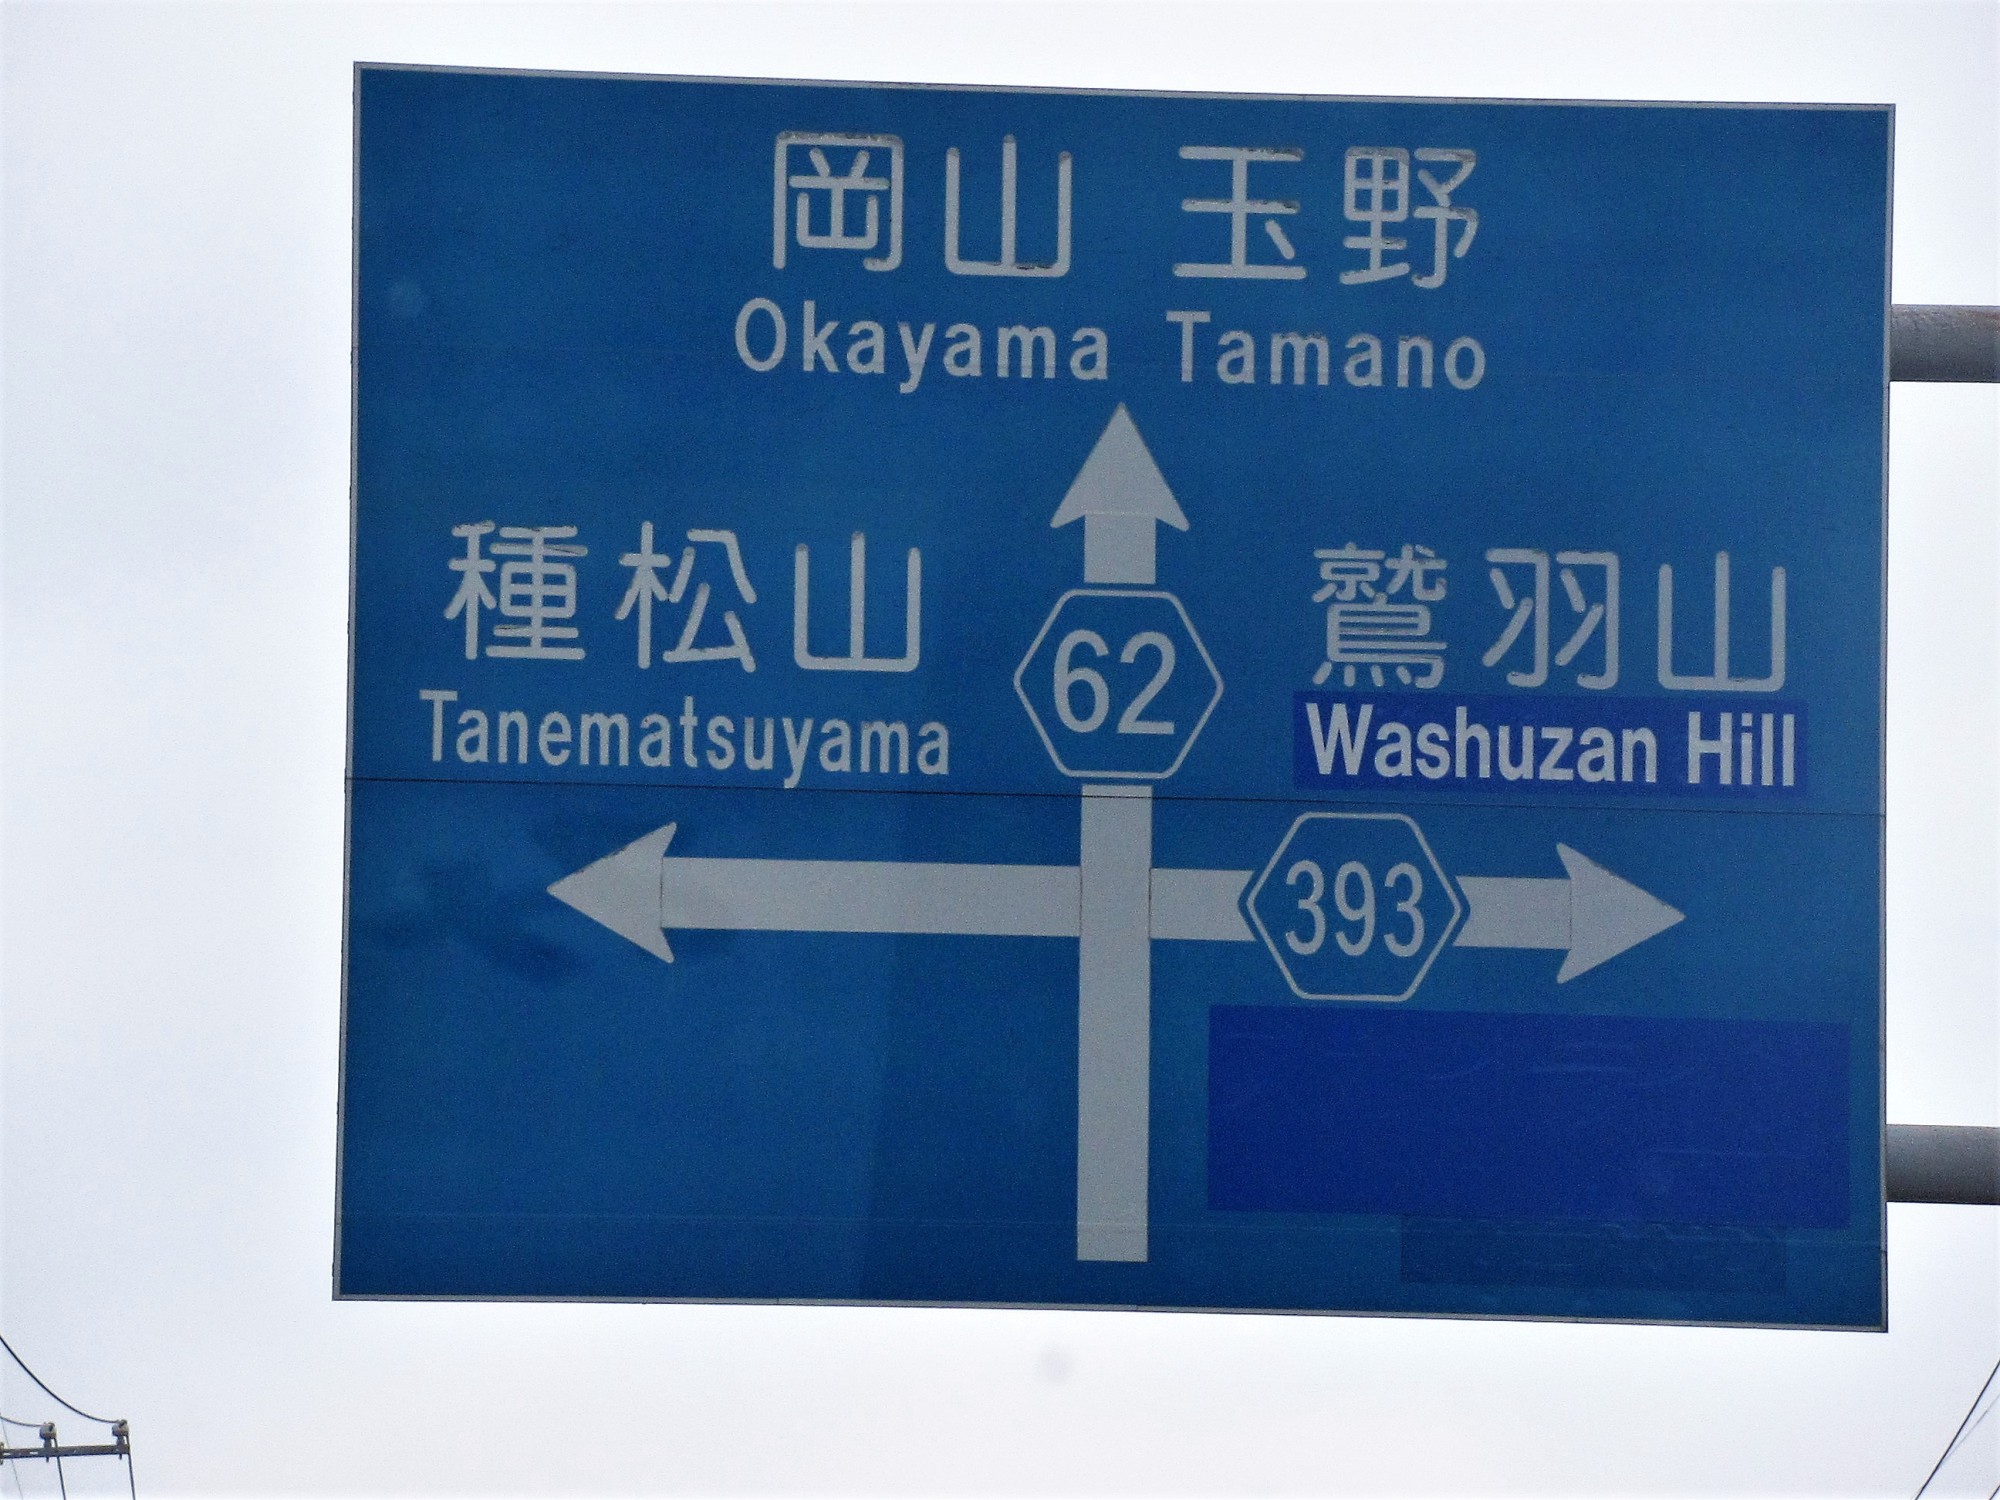 岡山 玉野
Okayama Tamano
種松山
Tanematsuyama
62
鷲羽山
Washuzan Hill
393